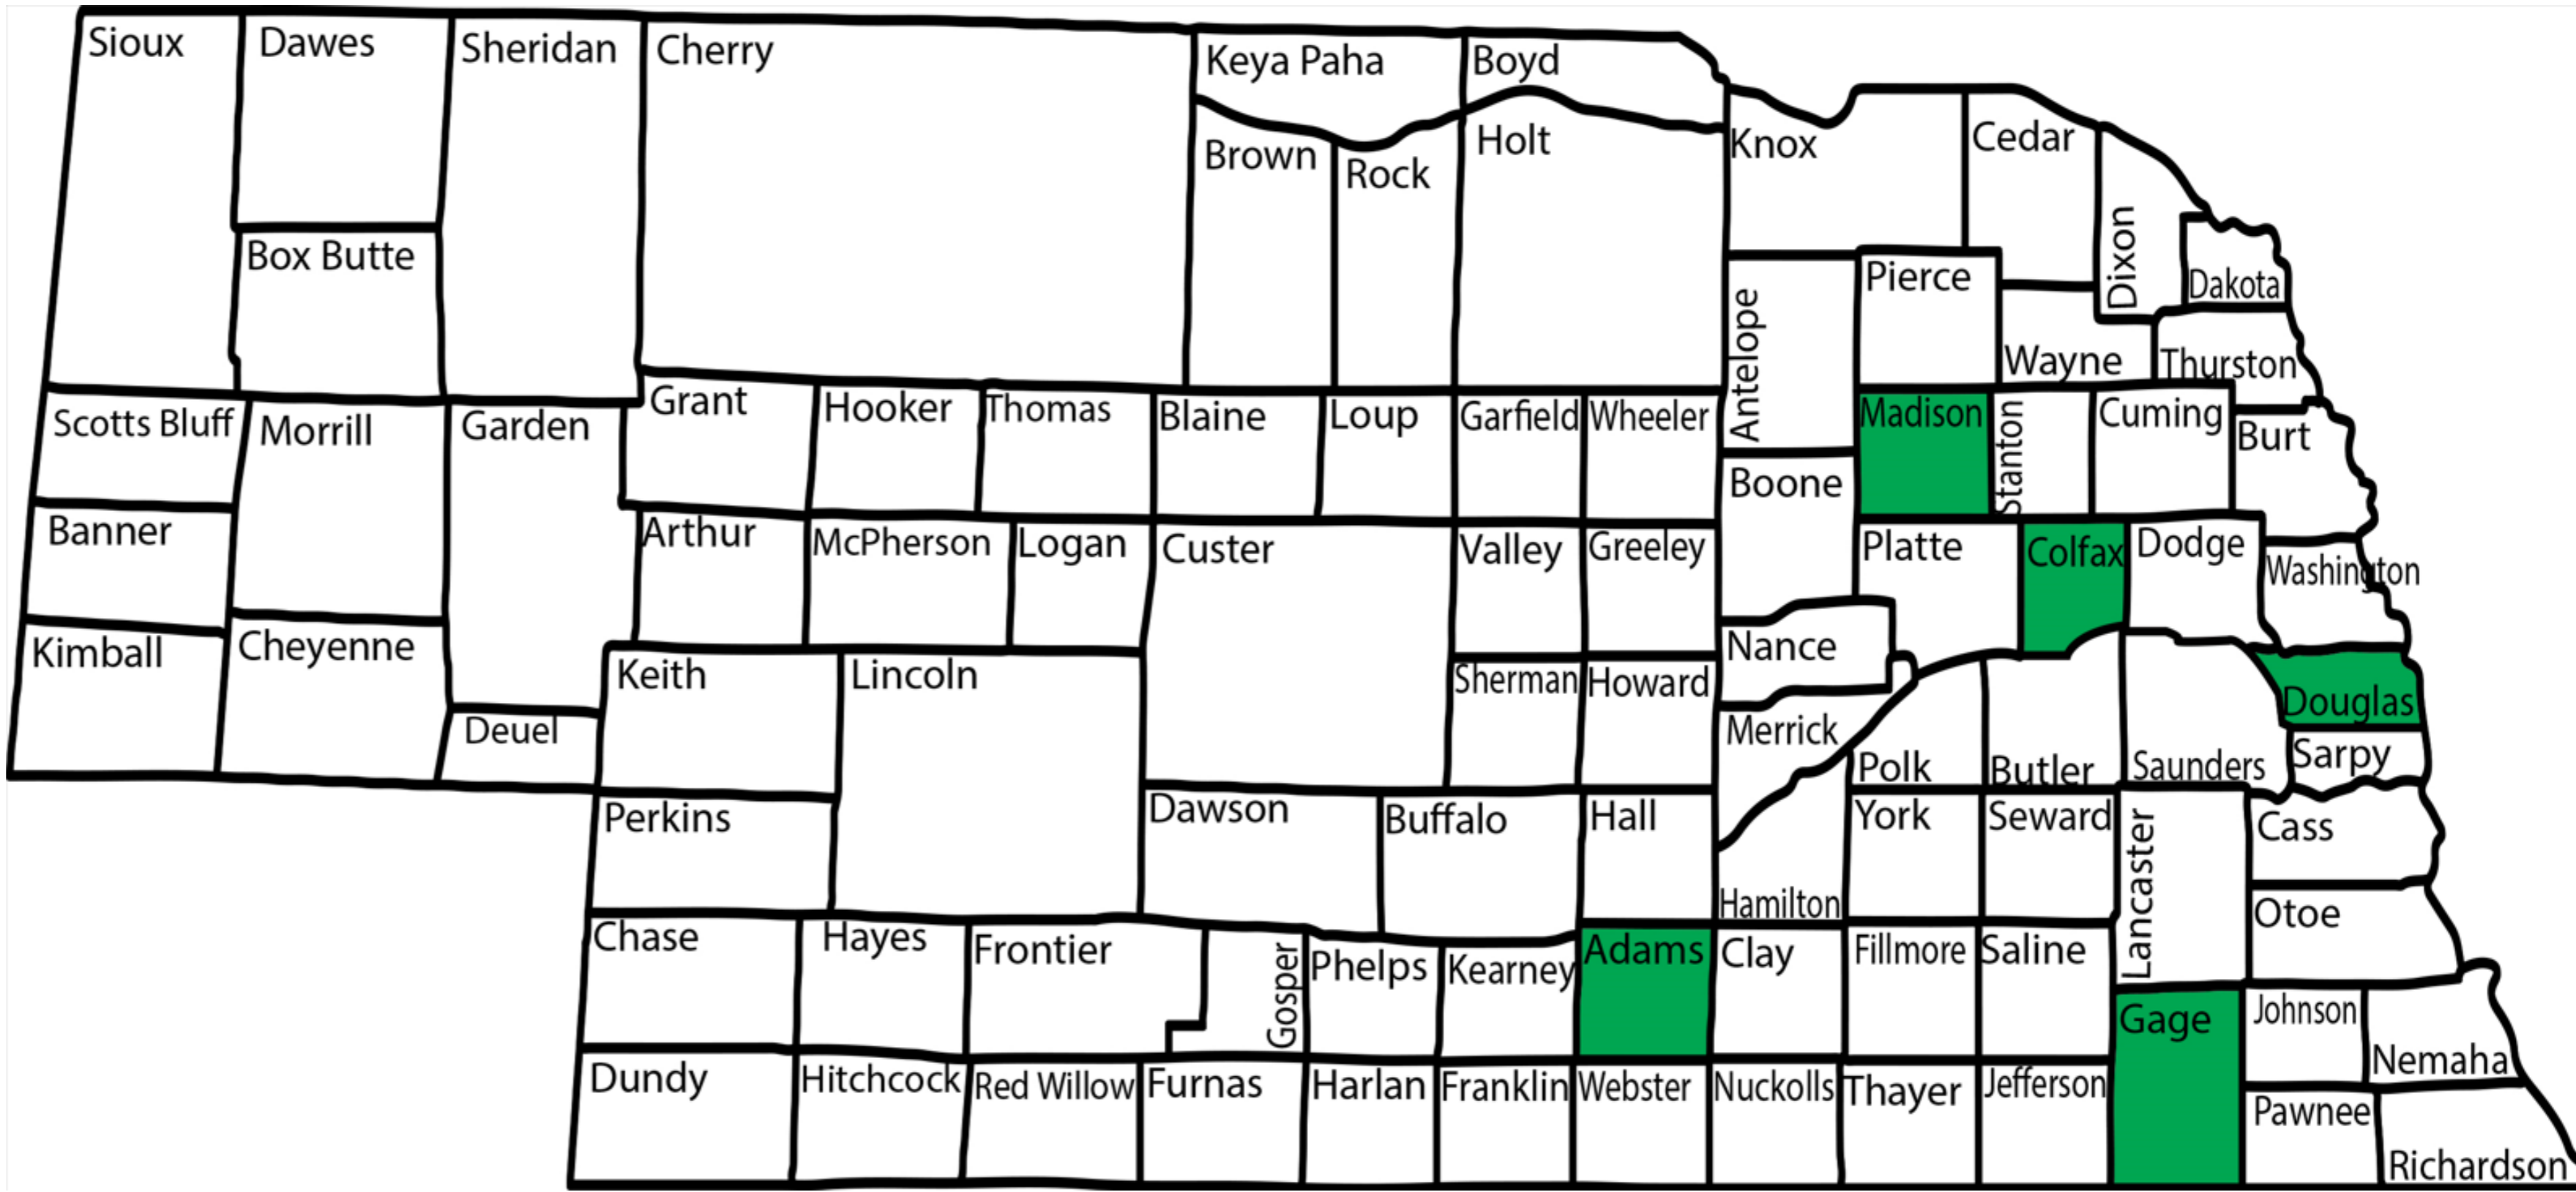 Sioux
Dawes
Sheridan
Cherry
Keya Paha
Boyd
Knox
Cedar
Brown
Rock
Holt
Dixon
Dakota
Box Butte
Antelope
Pierce
Wayne
Thurston
Scotts Bluff
Morrill
Garden
Grant
Hooker
Thomas
Blaine
Loup
Garfield
Wheeler
Madison
Stanton
Cuming
Burt
Boone
Banner
Arthur
McPherson
Logan
Custer
Valley
Greeley
Platte
Colfax
Dodge
Washington
Kimball
Cheyenne
Keith
Lincoln
Sherman
Howard
Nance
Douglas
Deuel
Merrick
Polk
Butler
Saunders
Sarpy
Perkins
Dawson
Buffalo
Hall
Hamilton
York
Seward
Lancaster
Cass
Otoe
Chase
Hayes
Frontier
Gosper
Phelps
Kearney
Adams
Clay
Fillmore
Saline
Gage
Johnson
Nemaha
Dundy
Hitchcock
Red Willow
Furnas
Harlan
Franklin
Webster
Nuckolls
Thayer
Jefferson
Pawnee
Richardson